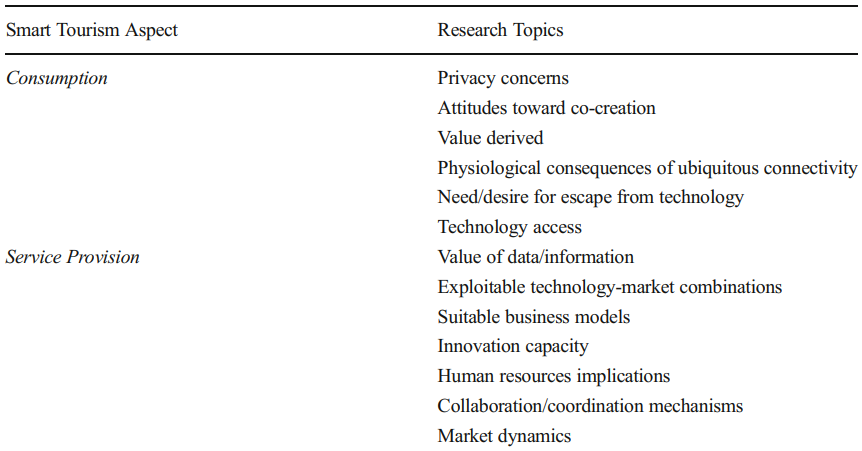 Smart Tourism Aspect Research Topics
Consumption Privacy concerns
Attitudes toward co-creation
Value derived
Physiological consequences of ubiquitous connectivity
Need/desire for escape from technology
Technology access
Service Provision Value of data/information
Exploitable technology-market combinations
Suitable business models
Innovation capacity
Human resources implications
Collaboration/coordination mechanisms
Market dynamics